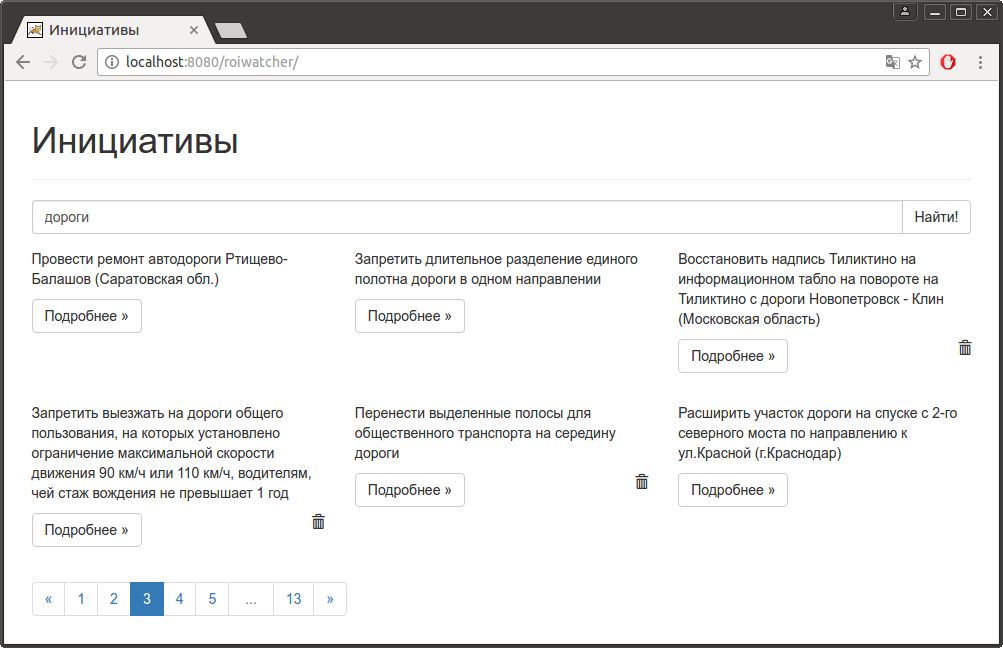 Инициативы
localhost:8080/roiwatcher/
Инициативы
дороги
Найти!
Провести ремонт автодороги Ртищево-
Балашов (Саратовская обл.)
Подробнее »
Запретить длительное разделение единого
полотна дороги в одном направлении
Подробнее »
Восстановить надпись Тиликтино на
информационном табло на повороте на
Тиликтино с дороги Новопетровск - Клин
(Московская область)
Подробнее »
Запретить выезжать на дороги общего
пользования, на которых установлено
ограничение максимальной скорости
движения 90 км/ч или 110 км/ч, водителям,
чей стаж вождения не превышает 1 год
Подробнее »
Перенести выделенные полосы для
общественного транспорта на середину
дороги
Подробнее »
Расширить участок дороги на спуске с 2-го
северного моста по направлению к
ул.Красной (г.Краснодар)
Подробнее »
« 1 2 3 4 5 ... 13 »